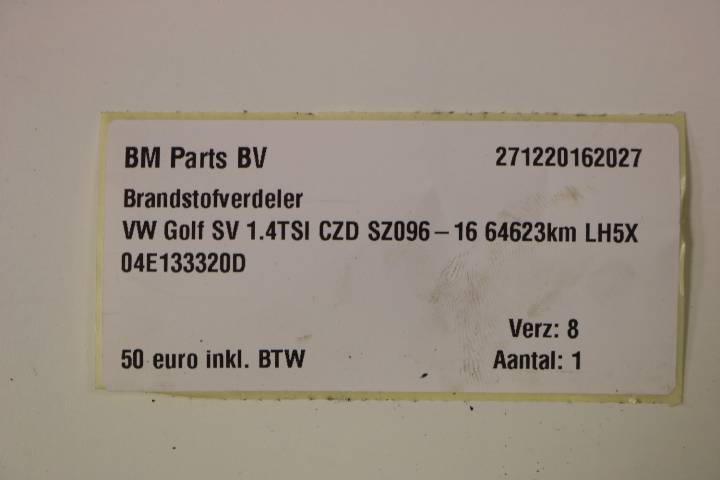 BM Parts BV 271220162027
Brandstofverdeler
VW Golf SV 1.4TSI CZD SZ096-16 64623km LH5X
04E133320D
Verz: 8
50 euro inkl. BTW Aantal: 1